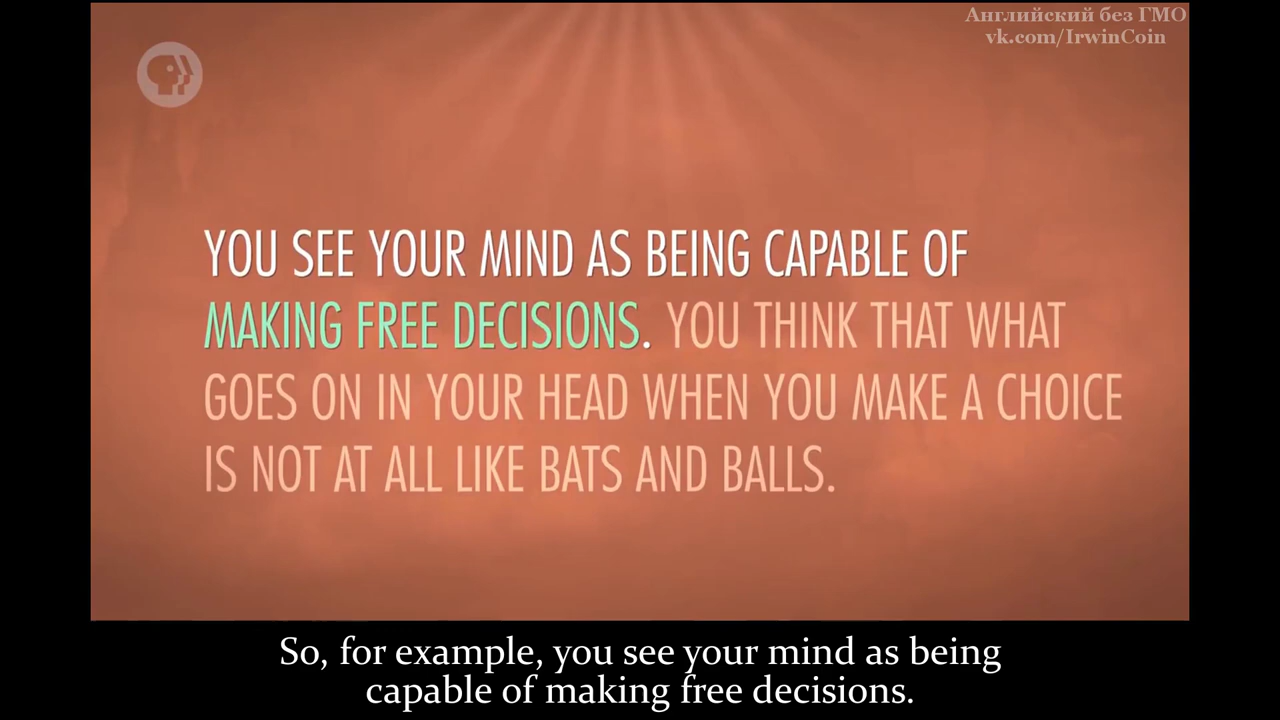 Английский без ГМО
vk.com/IrwinCoin
YOU SEE YOUR MIND AS BEING CAPABLE OF
MAKING FREE DECISIONS. YOU THINK THAT WHAT
GOES ON IN YOUR HEAD WHEN YOU MAKE A CHOICE
IS NOT AT ALL LIKE BATS AND BALLS.
So, for example, you see your mind as being
capable of making free decisions.